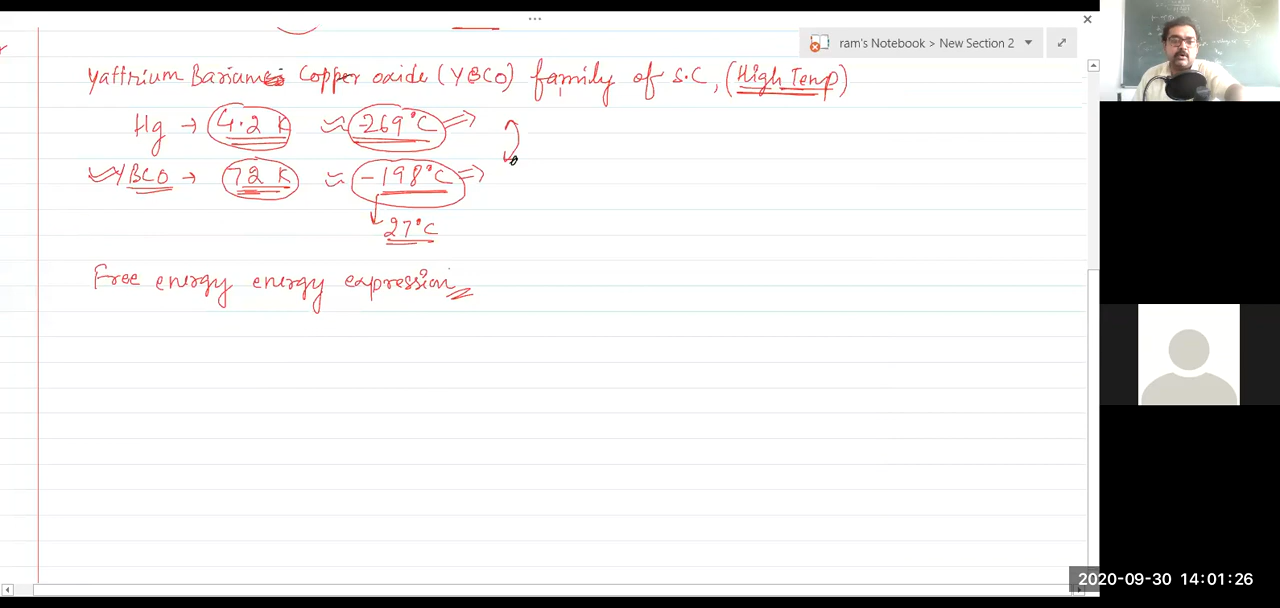 ram's Notebook > New Section 2
Yattrium Barium Copper oxide (YBCO) family of S.C, (High Temp)
Hg → 4.2 K ≈ -269°C ⇒
YBCO → 72 K ≈ -198°C ⇒
27°C
Free energy energy expression
2020-09-30 14:01:26